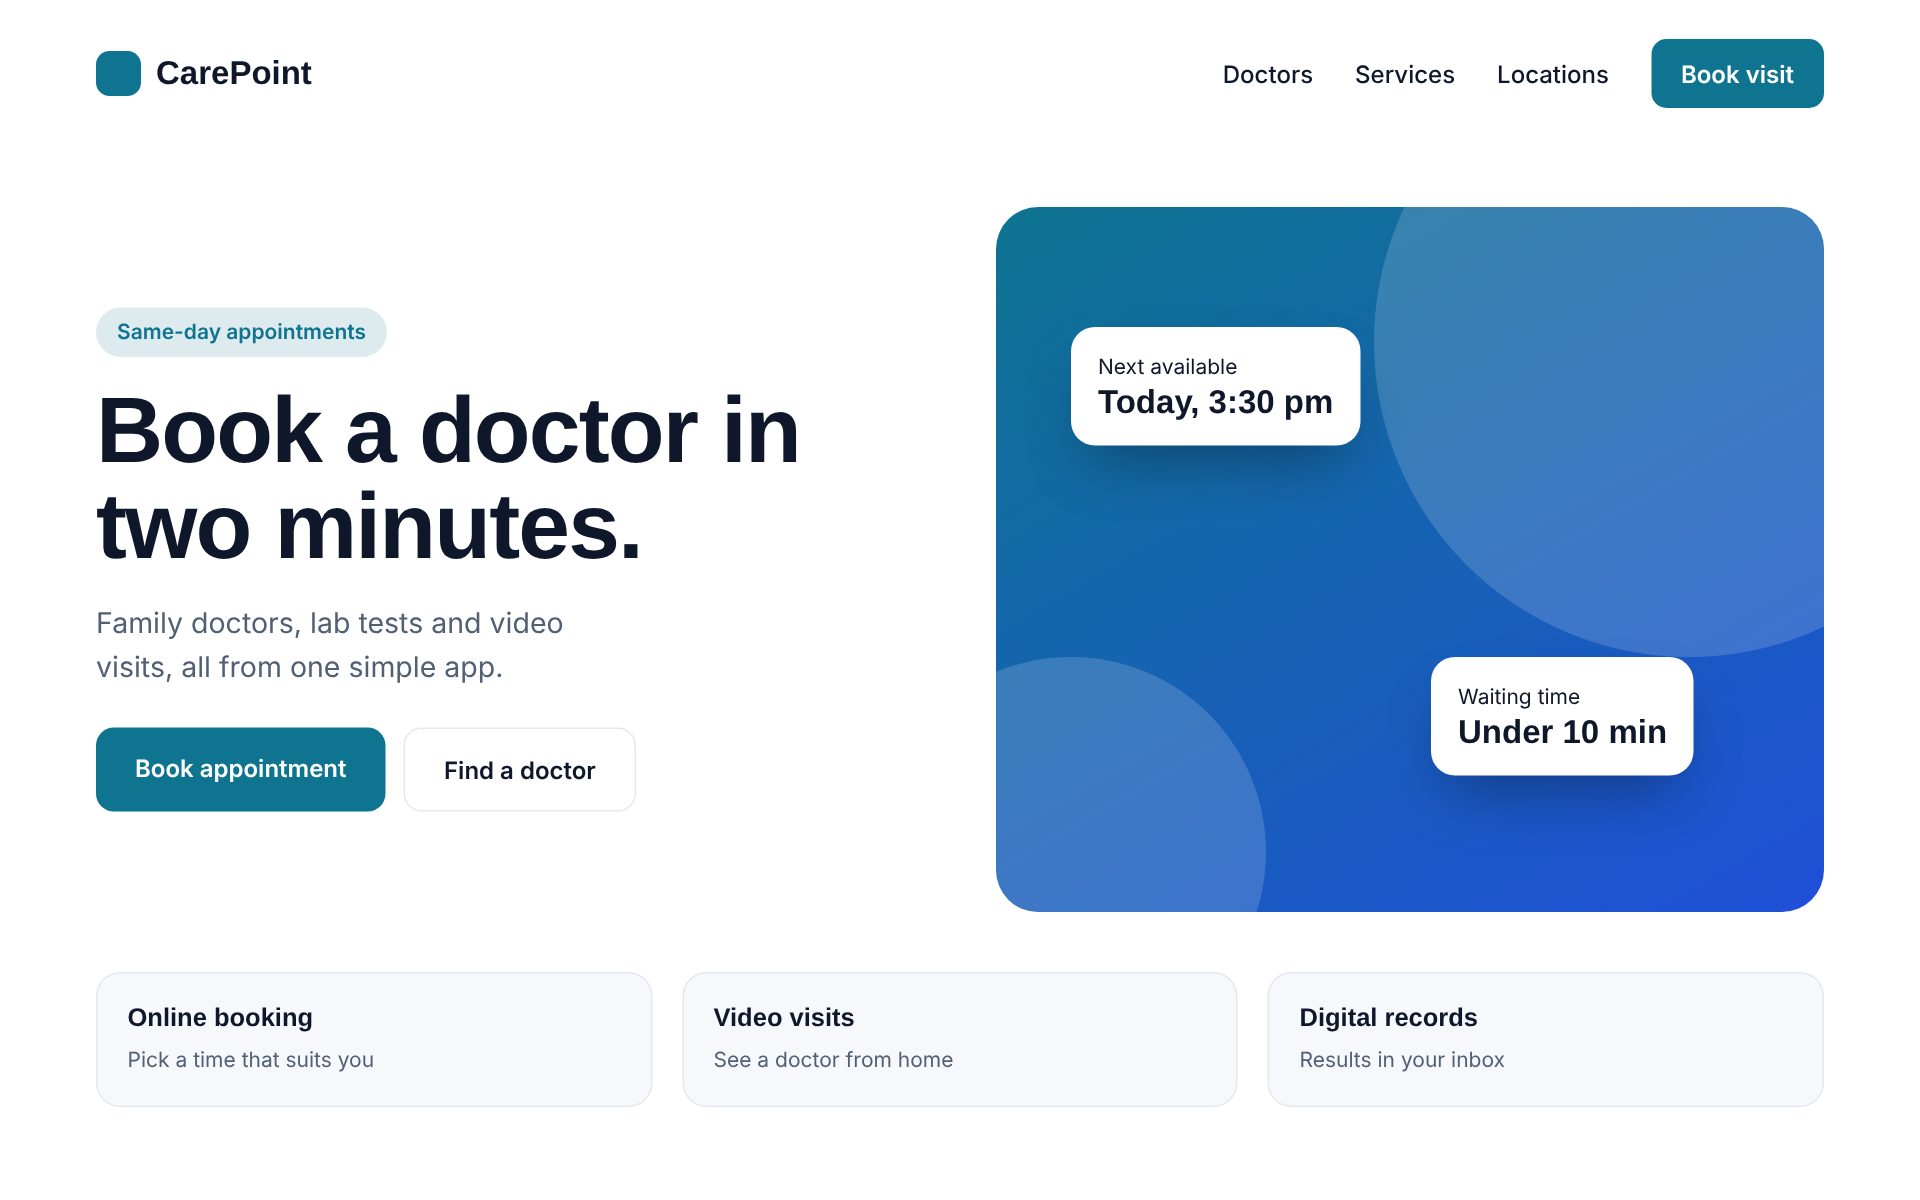 CarePoint
Doctors
Services
Locations
Book visit
Same-day appointments
Book a doctor in
two minutes.
Family doctors, lab tests and video
visits, all from one simple app.
Book appointment
Find a doctor
Next available
Today, 3:30 pm
Waiting time
Under 10 min
Online booking
Pick a time that suits you
Video visits
See a doctor from home
Digital records
Results in your inbox